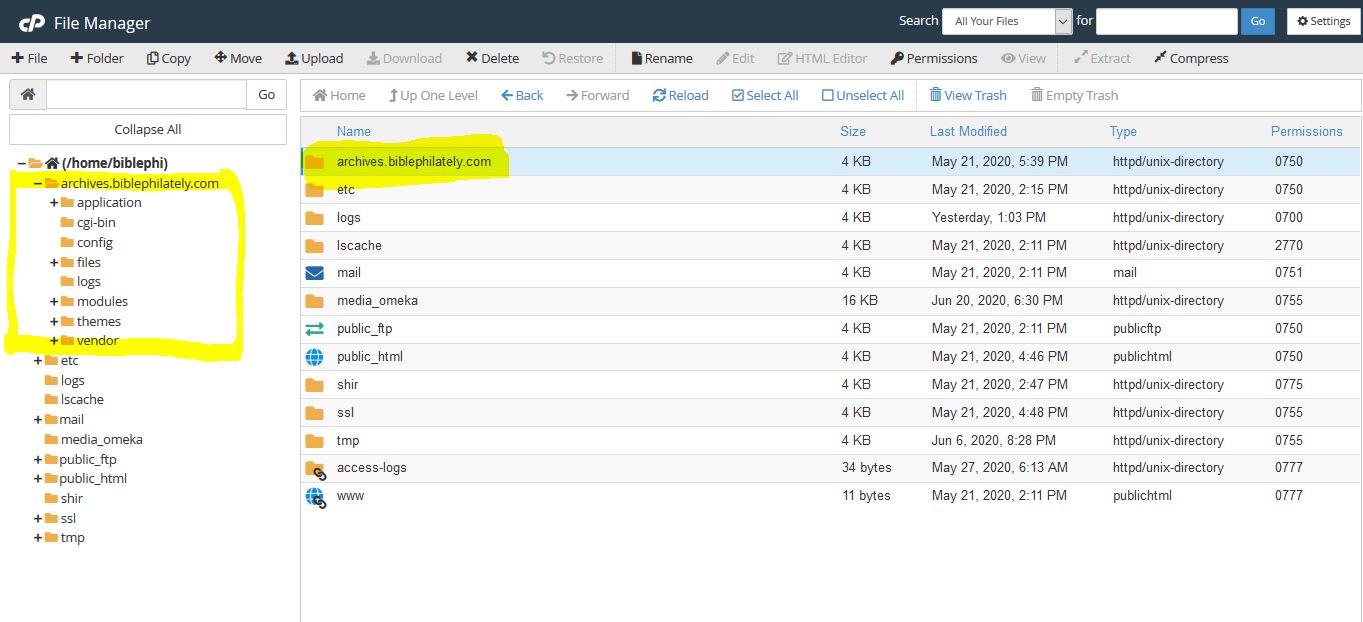 cP File Manager Search All Your Files for Go Settings
File Folder Copy Move Upload Download Delete Restore Rename Edit HTML Editor Permissions View Extract Compress
Go
Collapse All
(/home/biblephi)
archives.biblephilately.com
application
cgi-bin
config
files
logs
modules
themes
vendor
etc
logs
lscache
mail
media_omeka
public_ftp
public_html
shir
ssl
tmp
Home Up One Level Back Forward Reload Select All Unselect All View Trash Empty Trash
Name Size Last Modified Type Permissions
archives.biblephilately.com 4 KB May 21, 2020, 5:39 PM httpd/unix-directory 0750
etc 4 KB May 21, 2020, 2:15 PM httpd/unix-directory 0750
logs 4 KB Yesterday, 1:03 PM httpd/unix-directory 0700
lscache 4 KB May 21, 2020, 2:11 PM httpd/unix-directory 2770
mail 4 KB May 21, 2020, 2:11 PM mail 0751
media_omeka 16 KB Jun 20, 2020, 6:30 PM httpd/unix-directory 0755
public_ftp 4 KB May 21, 2020, 2:11 PM publicftp 0750
public_html 4 KB May 21, 2020, 4:46 PM publichtml 0750
shir 4 KB May 21, 2020, 2:47 PM httpd/unix-directory 0775
ssl 4 KB May 21, 2020, 4:48 PM httpd/unix-directory 0755
tmp 4 KB Jun 6, 2020, 8:28 PM httpd/unix-directory 0755
access-logs 34 bytes May 27, 2020, 6:13 AM httpd/unix-directory 0777
www 11 bytes May 21, 2020, 2:11 PM publichtml 0777